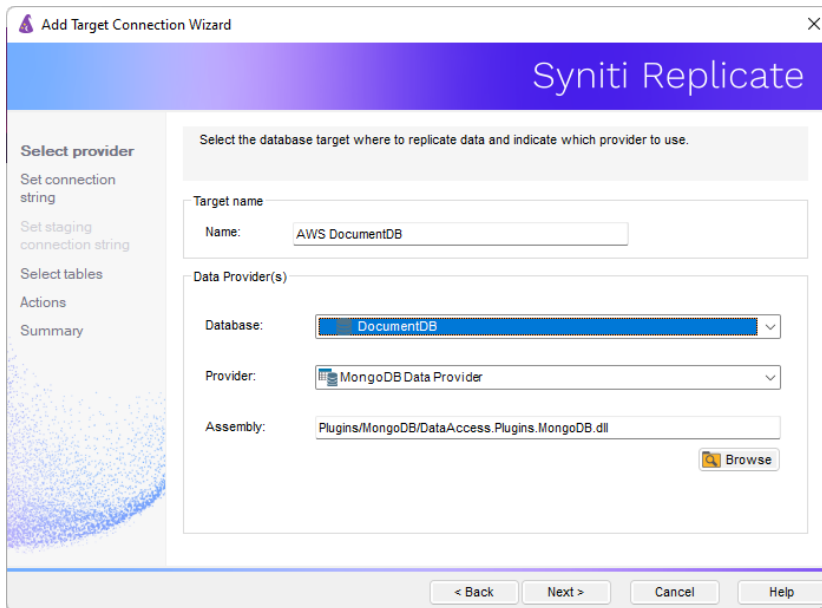 Add Target Connection Wizard
Syniti Replicate
Select provider
Set connection
string
Set staging
connection string
Select tables
Actions
Summary
Select the database target where to replicate data and indicate which provider to use.
Target name
Name: AWS DocumentDB
Data Provider(s)
Database: DocumentDB
Provider: MongoDB Data Provider
Assembly: Plugins/MongoDB/DataAccess.Plugins.MongoDB.dll
Browse
< Back Next > Cancel Help